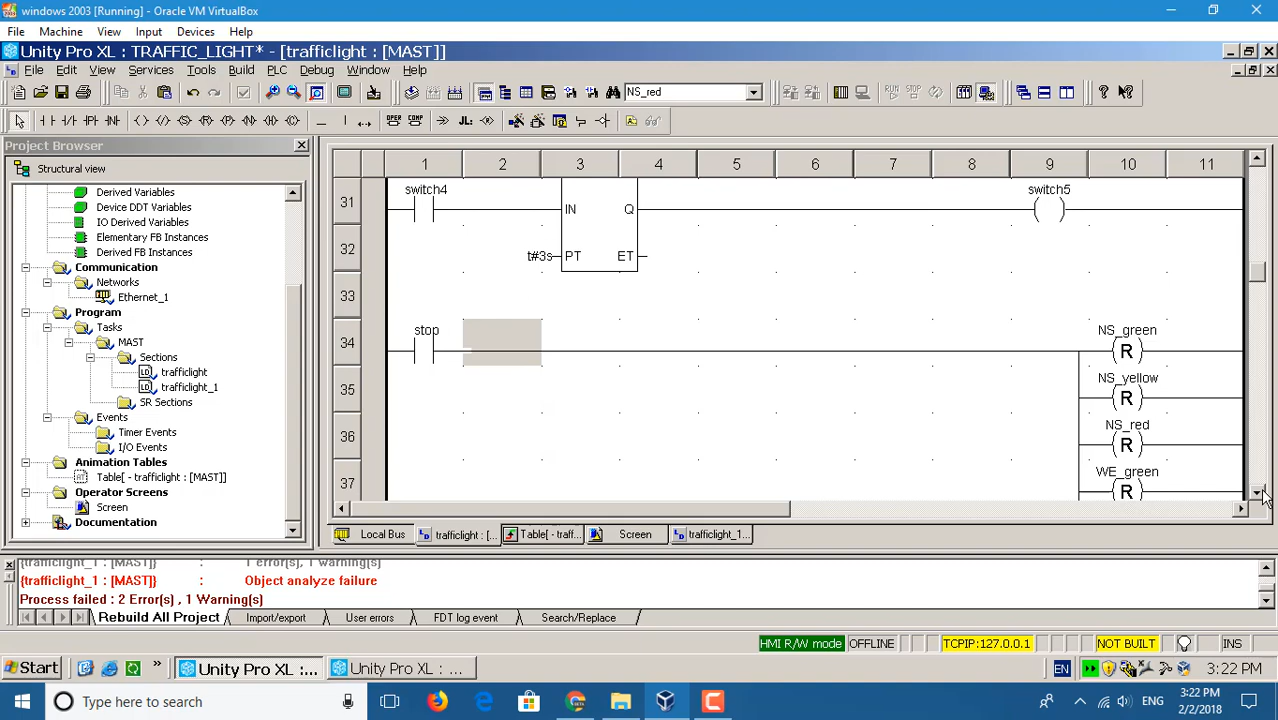 windows 2003 [Running] - Oracle VM VirtualBox
File Machine View Input Devices Help
Unity Pro XL : TRAFFIC_LIGHT* - [trafficlight : [MAST]]
File Edit View Services Tools Build PLC Debug Window Help
NS_red
Project Browser
Structural view
Derived Variables
Device DDT Variables
IO Derived Variables
Elementary FB Instances
Derived FB Instances
Communication
Networks
Ethernet_1
Program
Tasks
MAST
Sections
trafficlight
trafficlight_1
SR Sections
Events
Timer Events
I/O Events
Animation Tables
Table[ - trafficlight : [MAST]]
Operator Screens
Screen
Documentation
1 2 3 4 5 6 7 8 9 10 11
switch4 switch5
31 IN Q
32 t#3s PT ET
33
stop NS_green
34 R
NS_yellow
35 R
NS_red
36 R
WE_green
37 R
Local Bus trafficlight : [... Table[ - traff... Screen trafficlight_1...
{trafficlight_1 : [MAST]} : 1 error(s), 1 warning(s)
{trafficlight_1 : [MAST]} : Object analyze failure
Process failed : 2 Error(s) , 1 Warning(s)
Rebuild All Project Import/export User errors FDT log event Search/Replace
HMI R/W mode OFFLINE TCPIP:127.0.0.1 NOT BUILT INS
Start Unity Pro XL :... Unity Pro XL : ... EN 3:22 PM
Type here to search ENG 3:22 PM
2/2/2018